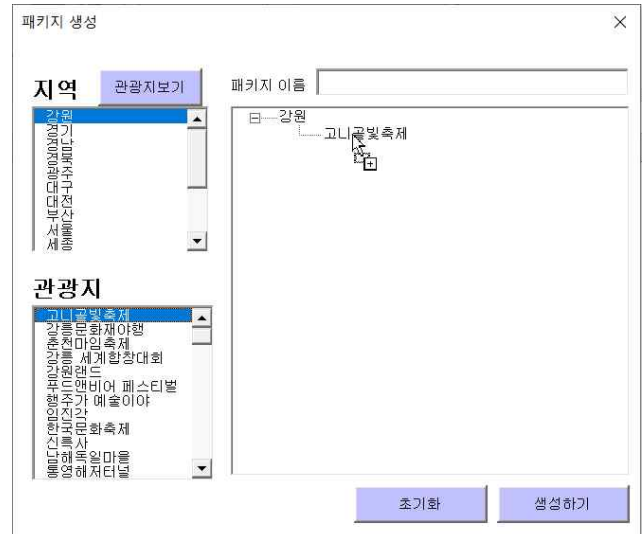 패키지 생성
지역
관광지보기
패키지 이름
강원
경기
경남
경북
광주
대구
대전
부산
서울
세종
강원
고니골빛축제
관광지
고니골빛축제
강릉문화재야행
춘천마임축제
강릉 세계합창대회
강원랜드
푸드앤비어 페스티벌
행주가 예술이야
임진각
한국문화축제
신륵사
남해독일마을
통영해저터널
초기화
생성하기